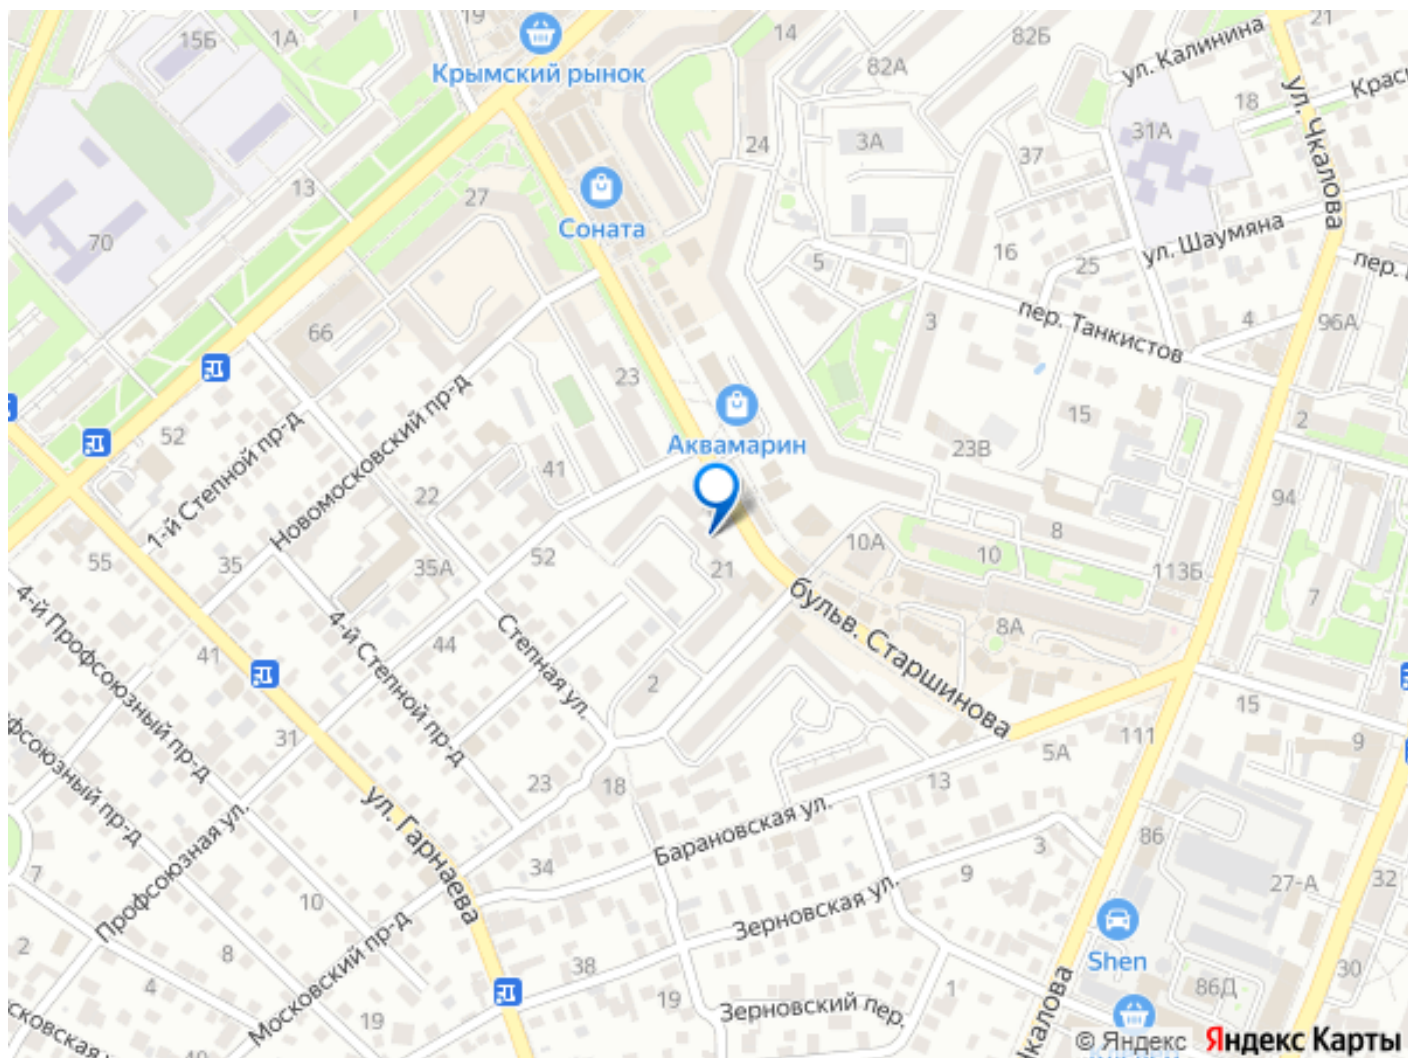 19
15Б
1А
14
82Б
21
ул. Калинина
Крымский рынок
82А
ул. Чкалова
18
31А
24
3А
37
13
27
70
Соната
16
ул. Шаумяна
5
25
66
3
пер. Танкистов
4
96А
23
52
1-й Степной пр-д
Новомосковский пр-д
Аквамарин
15
2
23В
41
22
94
8
10
10А
113Б
55
35
35А
52
21
4-й Профсоюзный пр-д
4-й Степной пр-д
Степная ул.
бульв. Старшинова
8А
7
41
44
2
15
111
9
5А
31
23
18
13
ул. Гарнаева
Барановская ул.
Профсоюзная ул.
7
34
3
86
9
27-А
32
10
Зерновская ул.
2
8
Московский пр-д
38
Shen
30
4
19
1
86Д
Зерновский пер.
19
© Яндекс Яндекс Карты